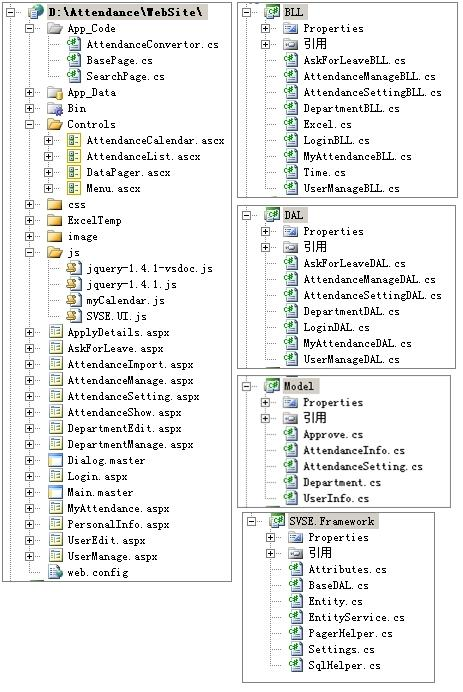 D:\Attendance\WebSite\
App_Code
AttendanceConvertor.cs
BasePage.cs
SearchPage.cs
App_Data
Bin
Controls
AttendanceCalendar.ascx
AttendanceList.ascx
DataPager.ascx
Menu.ascx
css
ExcelTemp
image
js
jquery-1.4.1-vsdoc.js
jquery-1.4.1.js
myCalendar.js
SVSE.UI.js
ApplyDetails.aspx
AskForLeave.aspx
AttendanceImport.aspx
AttendanceManage.aspx
AttendanceSetting.aspx
AttendanceShow.aspx
DepartmentEdit.aspx
DepartmentManage.aspx
Dialog.master
Login.aspx
Main.master
MyAttendance.aspx
PersonalInfo.aspx
UserEdit.aspx
UserManage.aspx
web.config
BLL
Properties
引用
AskForLeaveBLL.cs
AttendanceManageBLL.cs
AttendanceSettingBLL.cs
DepartmentBLL.cs
Excel.cs
LoginBLL.cs
MyAttendanceBLL.cs
Time.cs
UserManageBLL.cs
DAL
Properties
引用
AskForLeaveDAL.cs
AttendanceManageDAL.cs
AttendanceSettingDAL.cs
DepartmentDAL.cs
LoginDAL.cs
MyAttendanceDAL.cs
UserManageDAL.cs
Model
Properties
引用
Approve.cs
AttendanceInfo.cs
AttendanceSetting.cs
Department.cs
UserInfo.cs
SVSE.Framework
Properties
引用
Attributes.cs
BaseDAL.cs
Entity.cs
EntityService.cs
PagerHelper.cs
Settings.cs
SqlHelper.cs